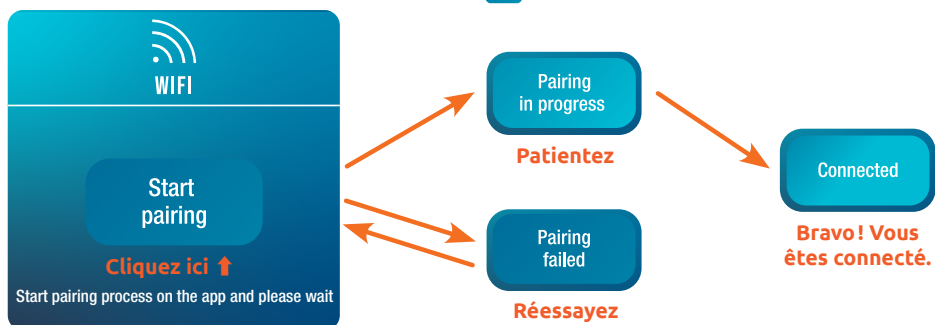 WIFI
Start
pairing
Cliquez ici
Start pairing process on the app and please wait
Pairing
in progress
Patientez
Pairing
failed
Réessayez
Connected
Bravo ! Vous
êtes connecté.